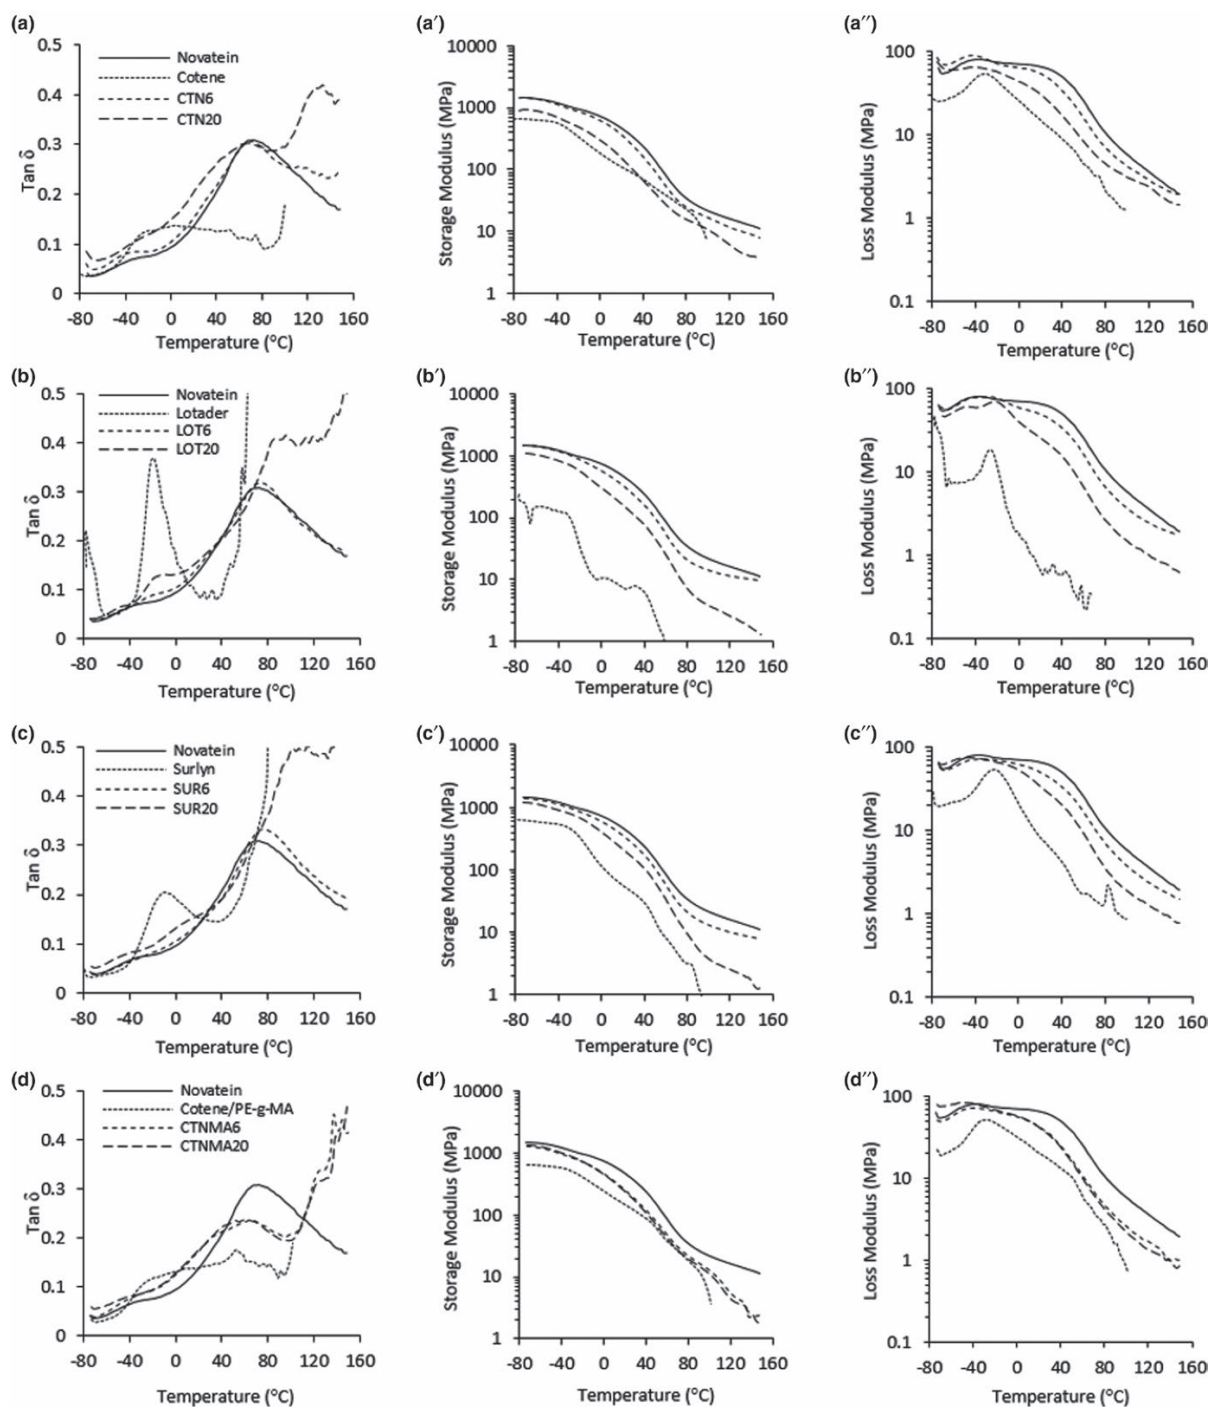 (a)
0.5
0.4
0.3
0.2
0.1
0
Tan δ
Novatein
Cotene
CTN6
CTN20
-80 -40 0 40 80 120 160
Temperature (°C)
(a′)
10000
1000
100
10
1
Storage Modulus (MPa)
-80 -40 0 40 80 120 160
Temperature (°C)
(a″)
100
10
1
0.1
Loss Modulus (MPa)
-80 -40 0 40 80 120 160
Temperature (°C)
(b)
0.5
0.4
0.3
0.2
0.1
0
Tan δ
Novatein
Lotader
LOT6
LOT20
-80 -40 0 40 80 120 160
Temperature (°C)
(b′)
10000
1000
100
10
1
Storage Modulus (MPa)
-80 -40 0 40 80 120 160
Temperature (°C)
(b″)
100
10
1
0.1
Loss Modulus (MPa)
-80 -40 0 40 80 120 160
Temperature (°C)
(c)
0.5
0.4
0.3
0.2
0.1
0
Tan δ
Novatein
Surlyn
SUR6
SUR20
-80 -40 0 40 80 120 160
Temperature (°C)
(c′)
10000
1000
100
10
1
Storage Modulus (MPa)
-80 -40 0 40 80 120 160
Temperature (°C)
(c″)
100
10
1
0.1
Loss Modulus (MPa)
-80 -40 0 40 80 120 160
Temperature (°C)
(d)
0.5
0.4
0.3
0.2
0.1
0
Tan δ
Novatein
Cotene/PE-g-MA
CTNMA6
CTNMA20
-80 -40 0 40 80 120 160
Temperature (°C)
(d′)
10000
1000
100
10
1
Storage Modulus (MPa)
-80 -40 0 40 80 120 160
Temperature (°C)
(d″)
100
10
1
0.1
Loss Modulus (MPa)
-80 -40 0 40 80 120 160
Temperature (°C)